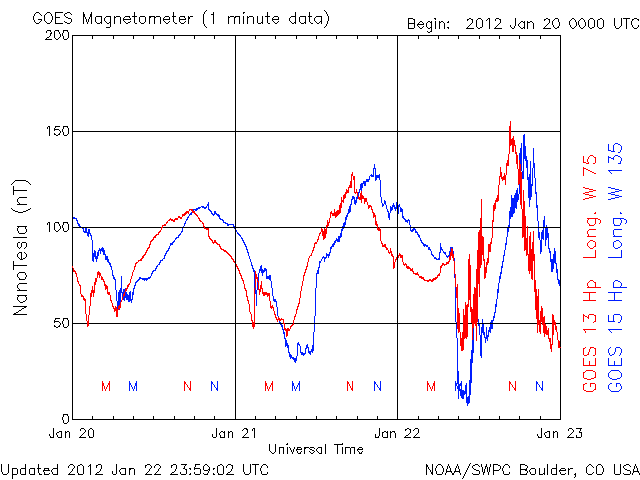 GOES Magnetometer (1 minute data)
Begin: 2012 Jan 20 0000 UTC
200
150
100
50
0
NanoTesla (nT)
M M N N M M N N M M N N
Jan 20 Jan 21 Jan 22 Jan 23
Universal Time
GOES 13 Hp Long. W 75
GOES 15 Hp Long. W 135
Updated 2012 Jan 22 23:59:02 UTC
NOAA/SWPC Boulder, CO USA